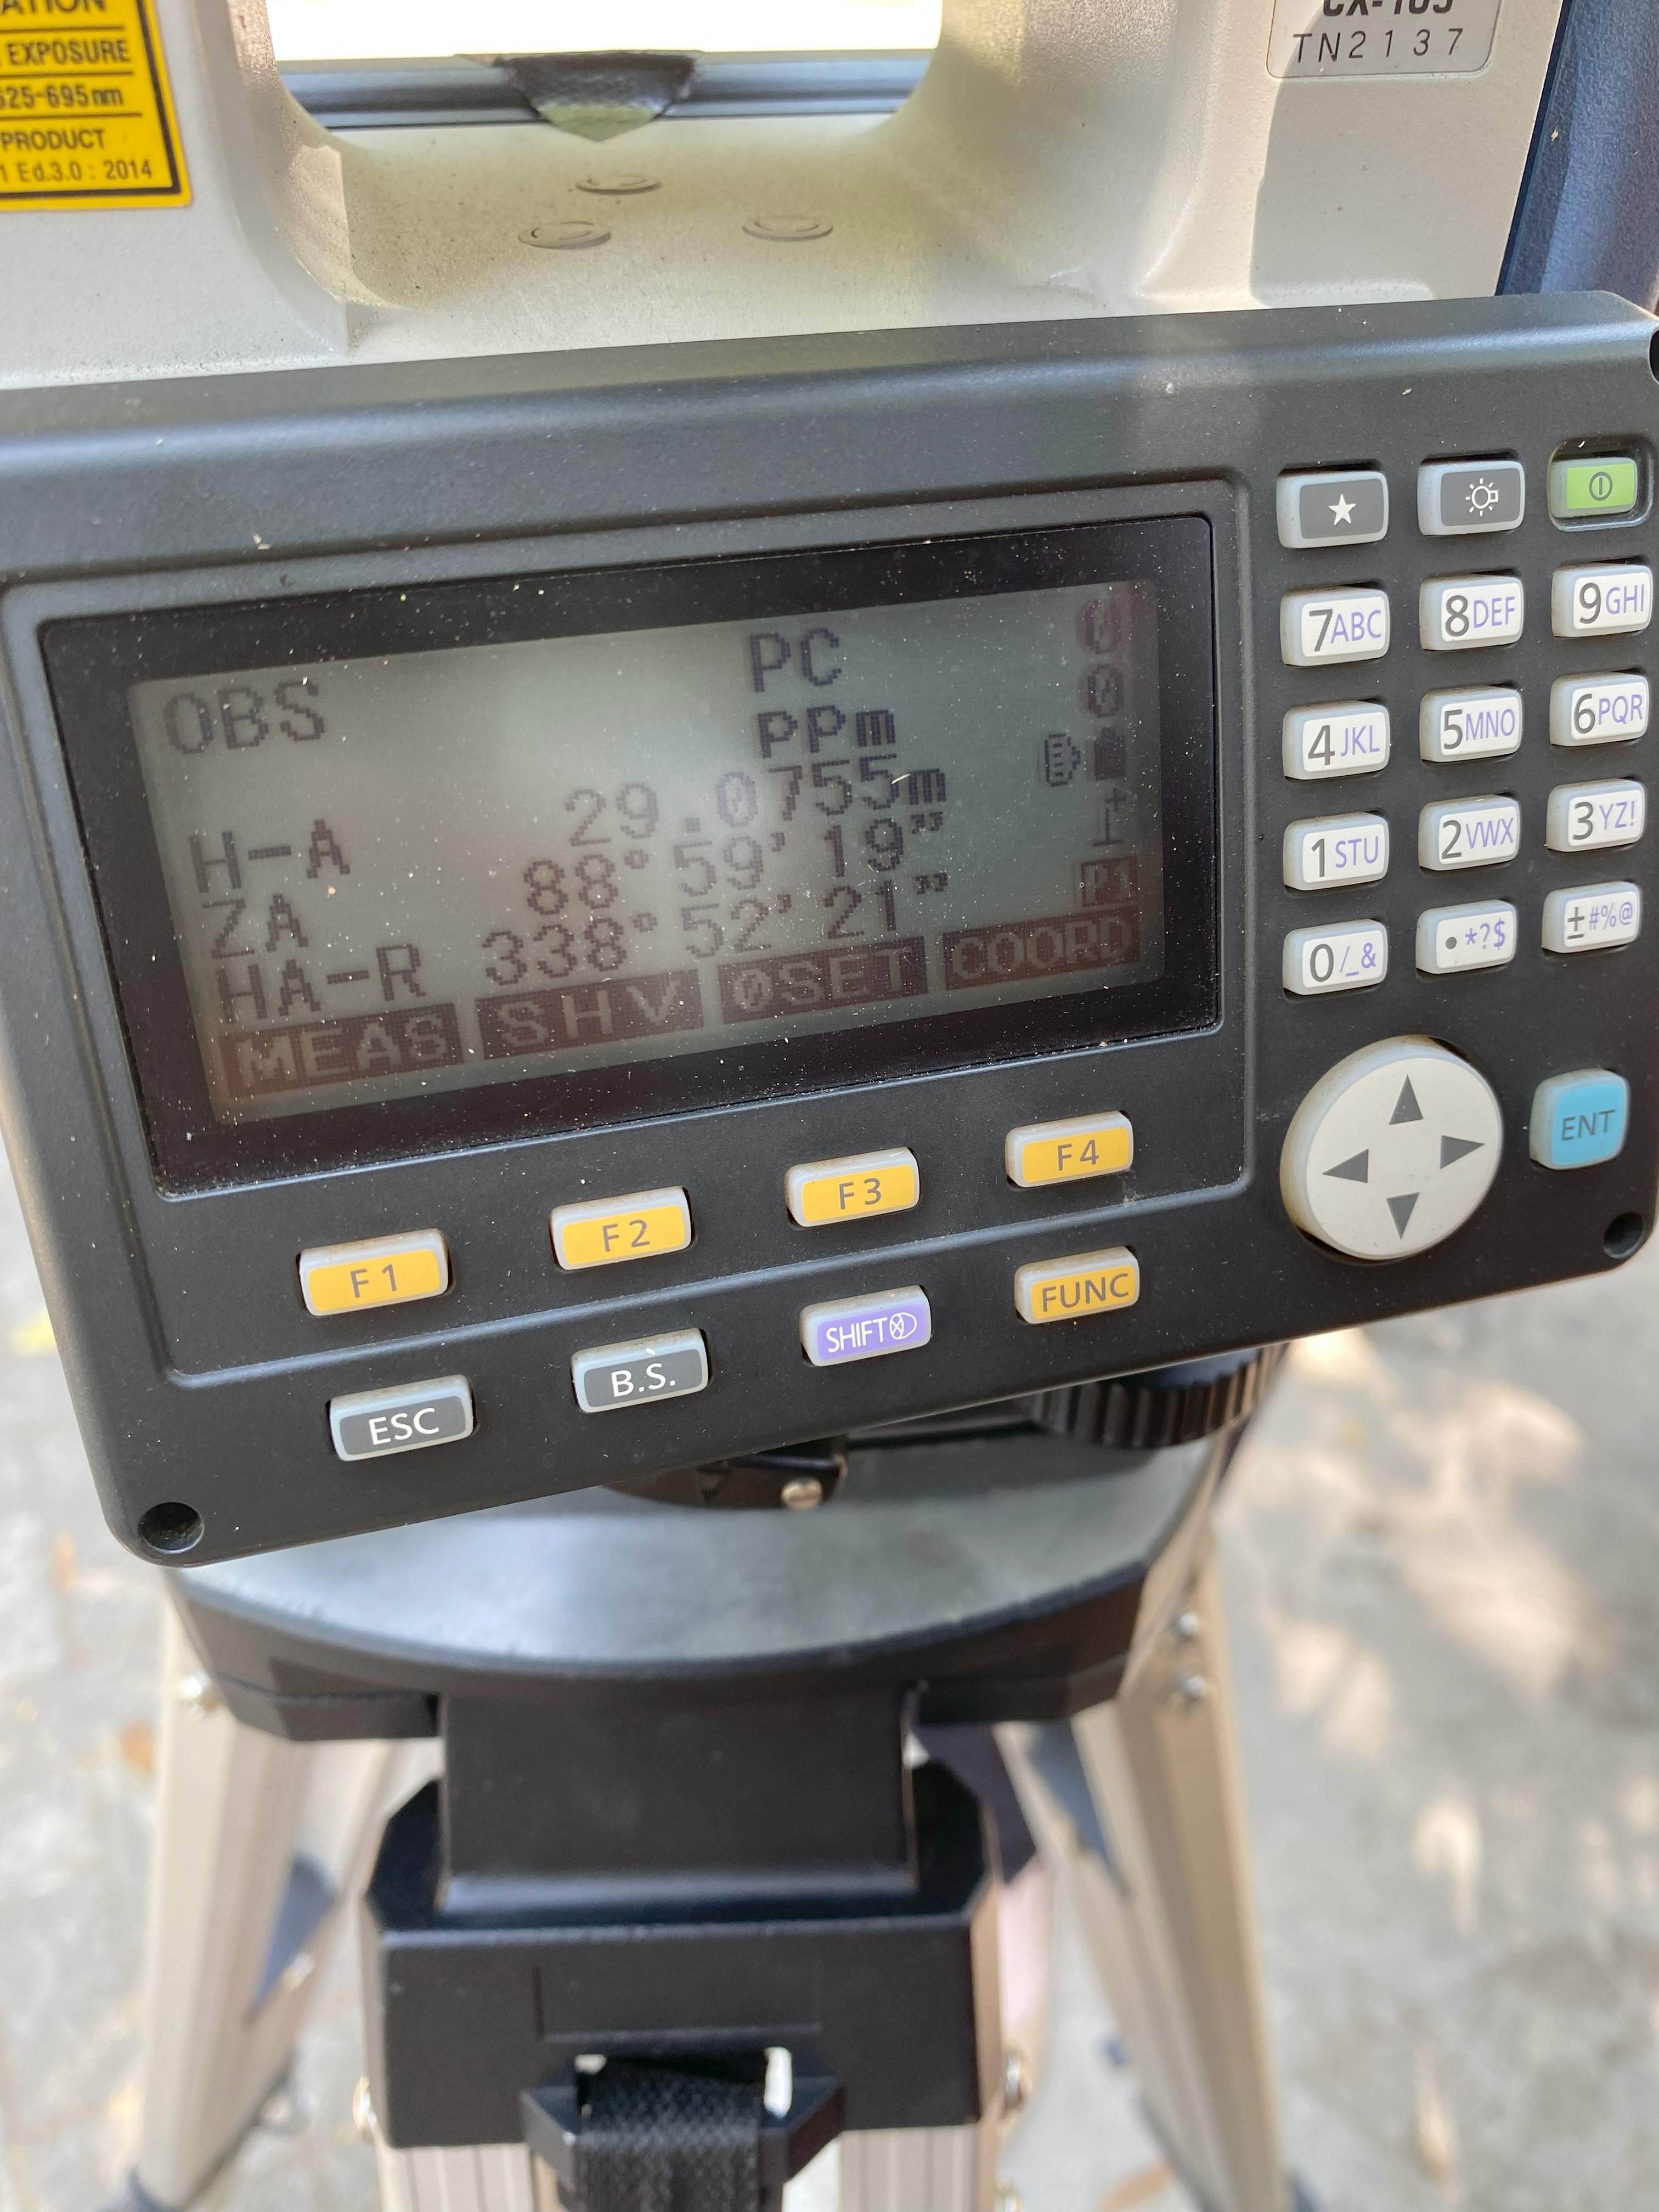 ATION
EXPOSURE
625-695nm
PRODUCT
1 Ed.3.0 : 2014
CX-105
TN2137
OBS PC
ppm
H-A 29.0755m
ZA 88°59'19"
HA-R 338°52'21"
P1
MEAS SHV 0SET COORD
7ABC 8DEF 9GHI
4JKL 5MNO 6PQR
1STU 2VWX 3YZ!
0/_& •*?$ ±#%@
ENT
F1 F2 F3 F4
ESC B.S. SHIFT FUNC